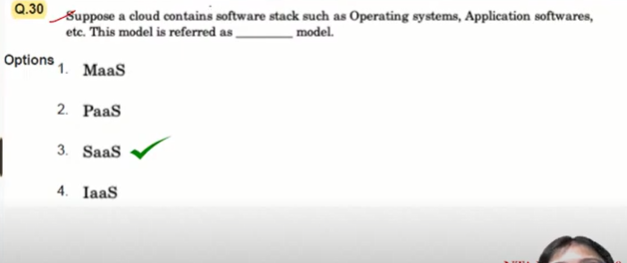 Q.30
Suppose a cloud contains software stack such as Operating systems, Application softwares,
etc. This model is referred as ________ model.
Options
1. MaaS
2. PaaS
3. SaaS
4. IaaS